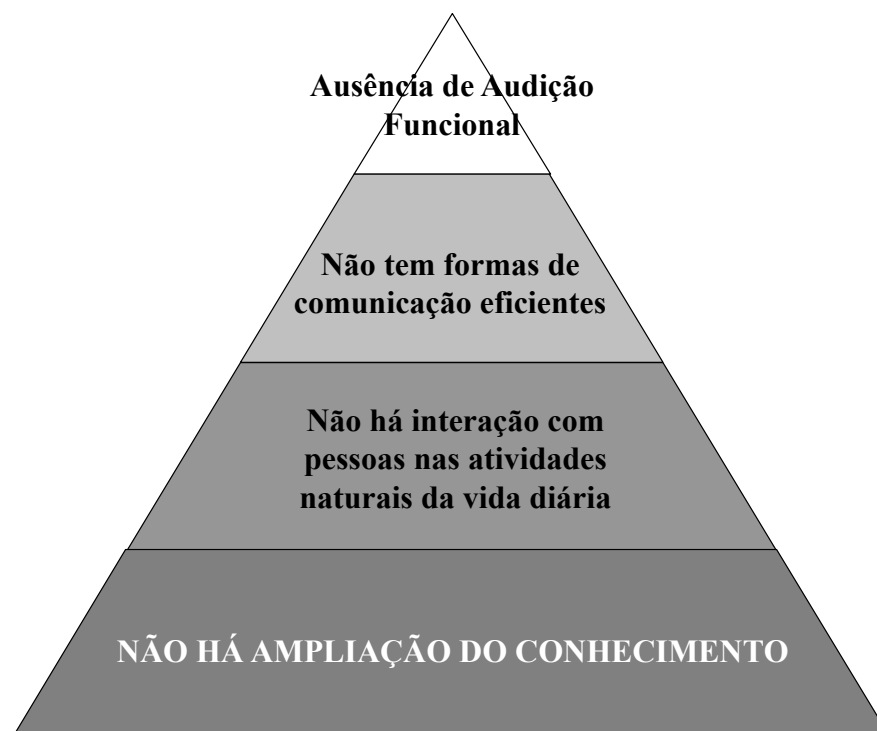 Ausência de Audição
Funcional
Não tem formas de
comunicação eficientes
Não há interação com
pessoas nas atividades
naturais da vida diária
NÃO HÁ AMPLIAÇÃO DO CONHECIMENTO